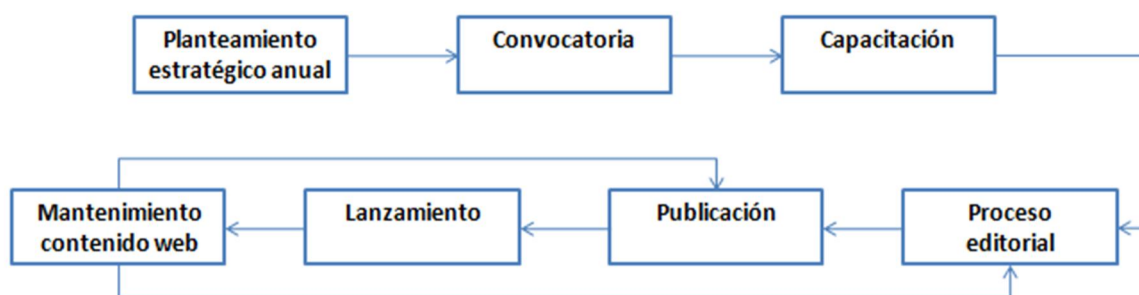 Planteamiento
estratégico anual
Convocatoria
Capacitación
Mantenimiento
contenido web
Lanzamiento
Publicación
Proceso
editorial